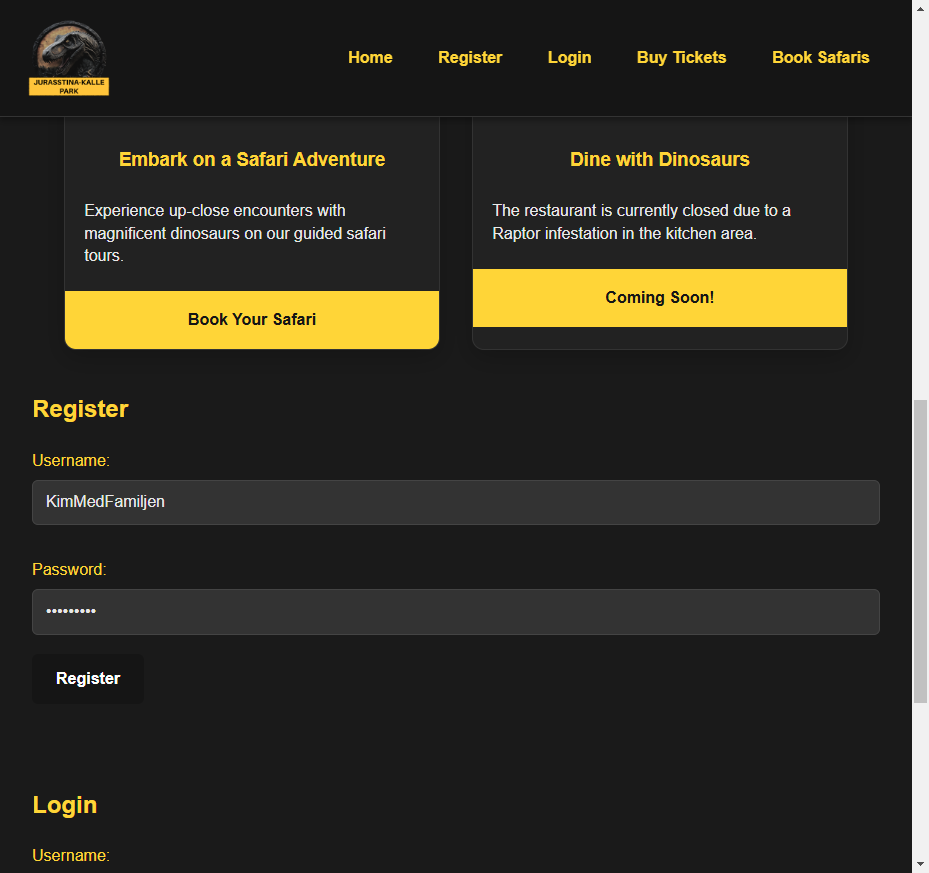 JURASSTINA-KALLE
PARK
Home
Register
Login
Buy Tickets
Book Safaris
Embark on a Safari Adventure
Experience up-close encounters with
magnificent dinosaurs on our guided safari
tours.
Book Your Safari
Dine with Dinosaurs
The restaurant is currently closed due to a
Raptor infestation in the kitchen area.
Coming Soon!
Register
Username:
KimMedFamiljen
Password:
•••••••••
Register
Login
Username: